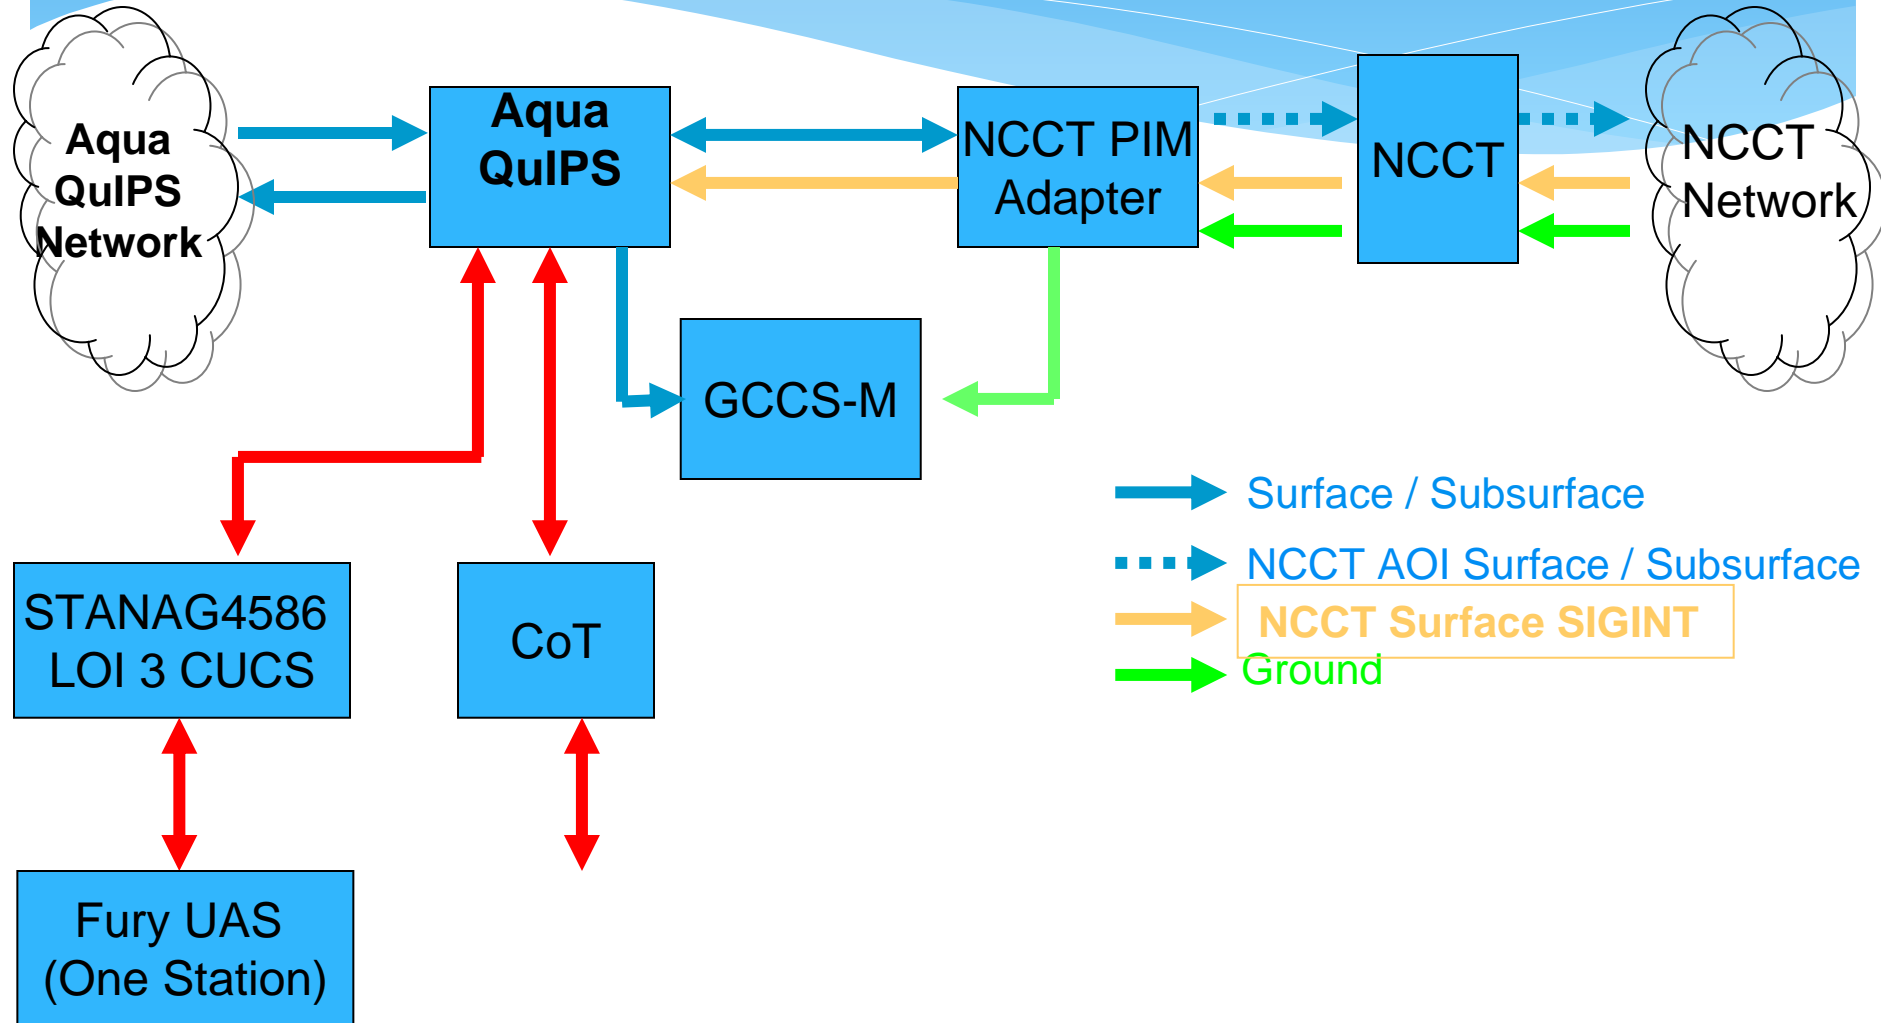 Aqua
QuIPS
Network
Aqua
QuIPS
NCCT PIM
Adapter
NCCT
NCCT
Network
GCCS-M
Surface / Subsurface
NCCT AOI Surface / Subsurface
NCCT Surface SIGINT
Ground
STANAG4586
LOI 3 CUCS
CoT
Fury UAS
(One Station)